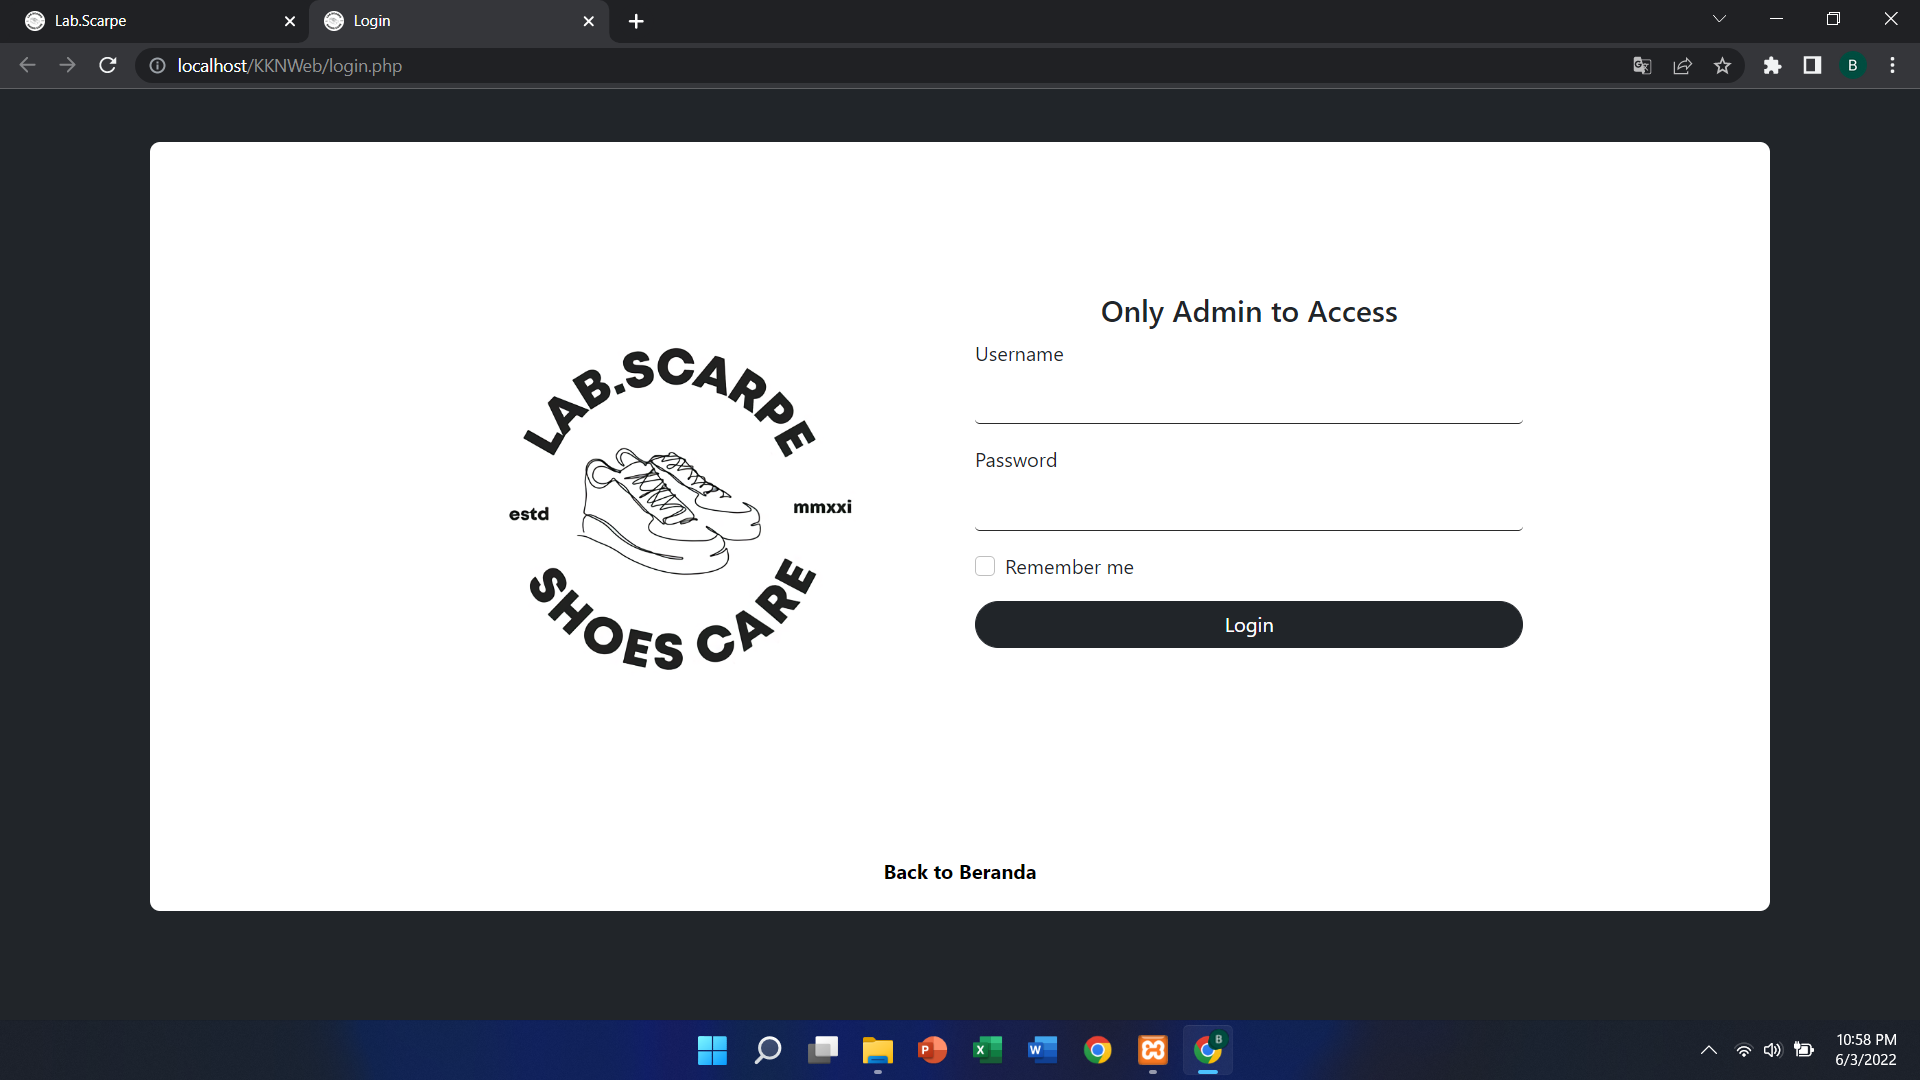 Lab.Scarpe
Login
localhost/KKNWeb/login.php
B
LAB.SCARPE
estd
mmxxi
SHOES CARE
Only Admin to Access
Username
Password
Remember me
Login
Back to Beranda
P
X
W
B
10:58 PM
6/3/2022